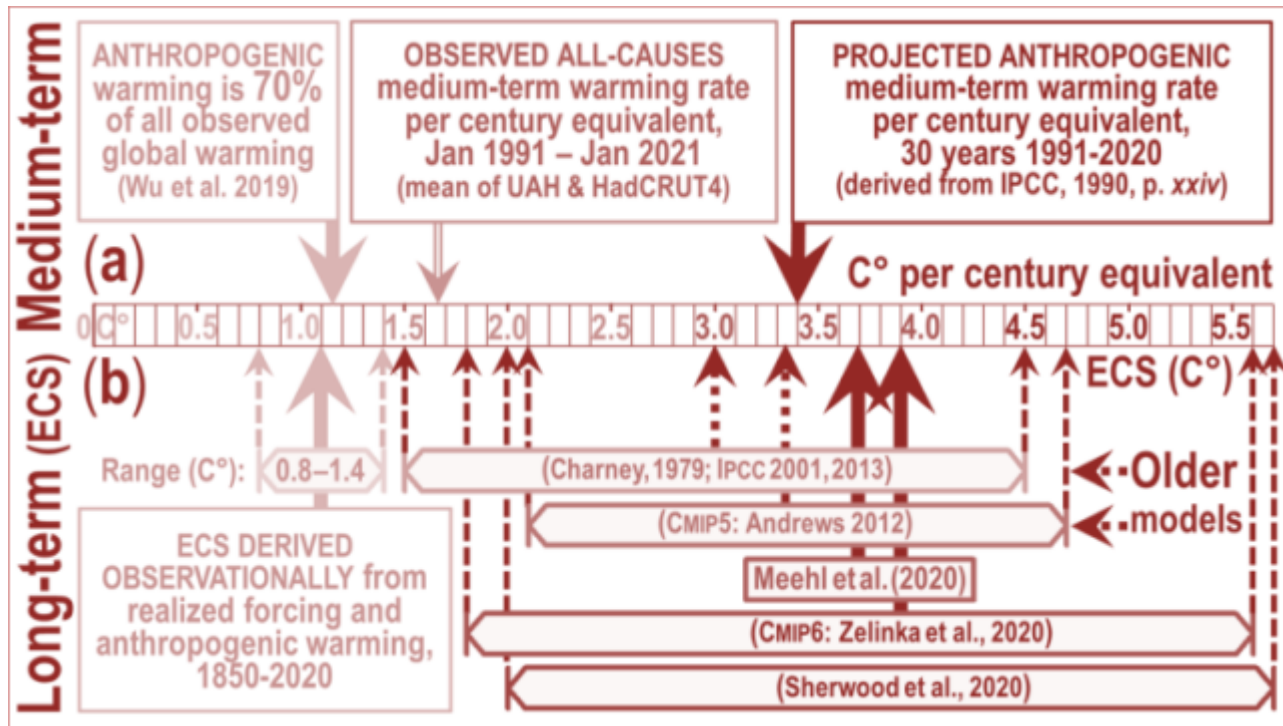 Medium-term
ANTHROPOGENIC
warming is 70%
of all observed
global warming
(Wu et al. 2019)
OBSERVED ALL-CAUSES
medium-term warming rate
per century equivalent,
Jan 1991 – Jan 2021
(mean of UAH & HadCRUT4)
PROJECTED ANTHROPOGENIC
medium-term warming rate
per century equivalent,
30 years 1991-2020
(derived from IPCC, 1990, p. xxiv)
(a)
C° per century equivalent
0 C° 0.5 1.0 1.5 2.0 2.5 3.0 3.5 4.0 4.5 5.0 5.5
Long-term (ECS)
(b)
ECS (C°)
Range (C°): 0.8–1.4
(Charney, 1979; IPCC 2001, 2013)
Older
models
(CMIP5: Andrews 2012)
ECS DERIVED
OBSERVATIONALLY from
realized forcing and
anthropogenic warming,
1850-2020
Meehl et al. (2020)
(CMIP6: Zelinka et al., 2020)
(Sherwood et al., 2020)